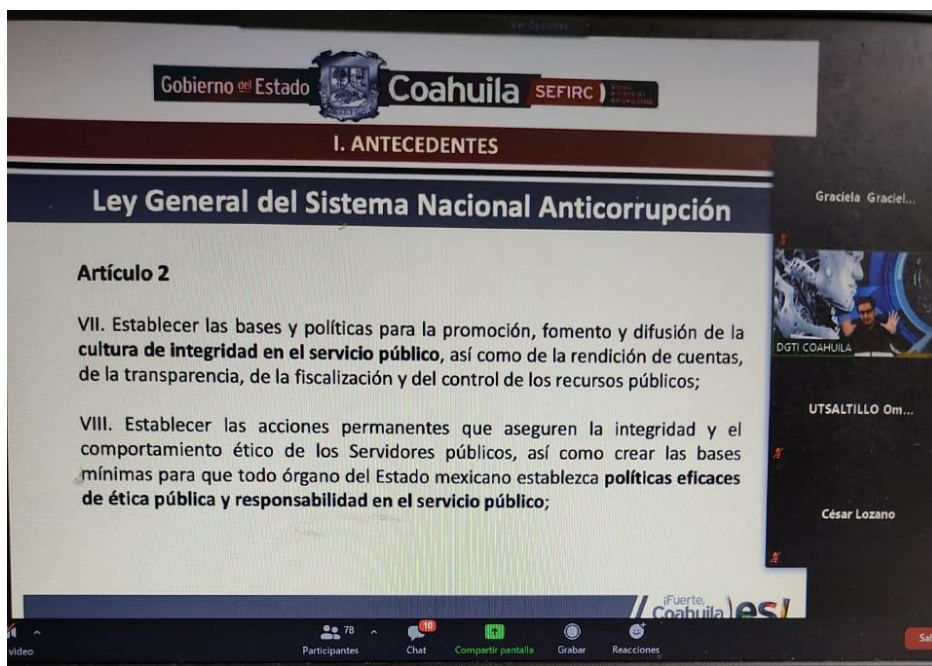 Ver Opciones
Gobierno del Estado Coahuila SEFIRC
I. ANTECEDENTES
Ley General del Sistema Nacional Anticorrupción
Artículo 2
VII. Establecer las bases y políticas para la promoción, fomento y difusión de la
cultura de integridad en el servicio público, así como de la rendición de cuentas,
de la transparencia, de la fiscalización y del control de los recursos públicos;
VIII. Establecer las acciones permanentes que aseguren la integridad y el
comportamiento ético de los Servidores públicos, así como crear las bases
mínimas para que todo órgano del Estado mexicano establezca políticas eficaces
de ética pública y responsabilidad en el servicio público;
¡Fuerte,
Coahuila es!
Graciela Graciel...
DGTI COAHUILA
UTSALTILLO Om...
César Lozano
video
78
Participantes
10
Chat
Compartir pantalla
Grabar
Reacciones
Sal